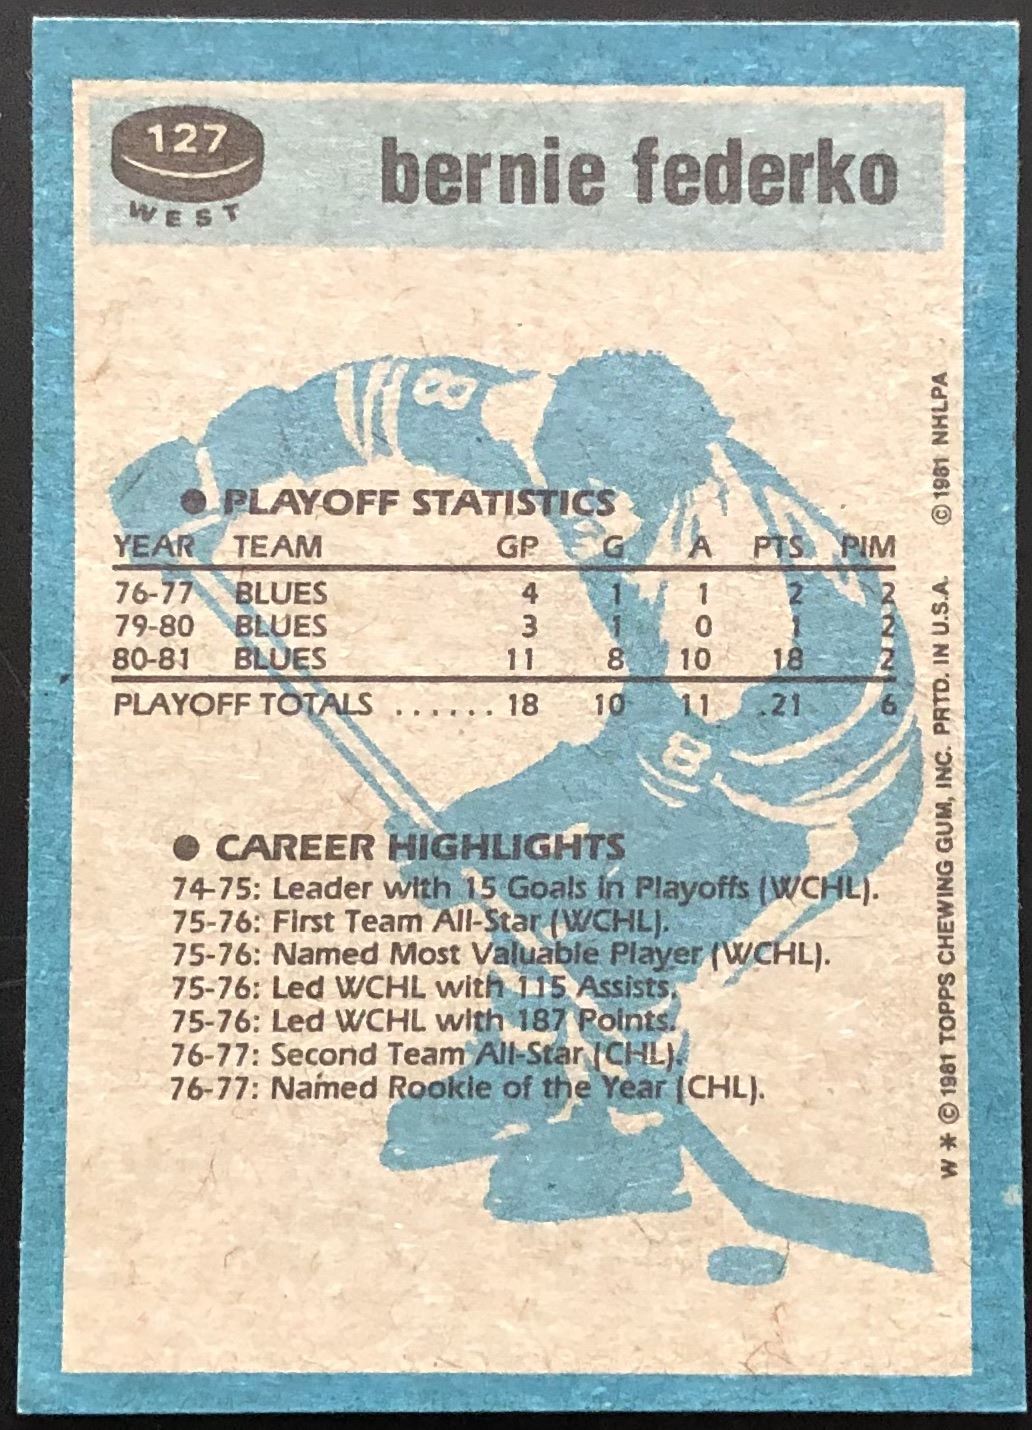 127
WEST
bernie federko
● PLAYOFF STATISTICS
YEAR TEAM GP G A PTS PIM
76-77 BLUES 4 1 1 2 2
79-80 BLUES 3 1 0 1 2
80-81 BLUES 11 8 10 18 2
PLAYOFF TOTALS ...... 18 10 11 .21 6
● CAREER HIGHLIGHTS
74-75: Leader with 15 Goals in Playoffs (WCHL).
75-76: First Team All-Star (WCHL).
75-76: Named Most Valuable Player (WCHL).
75-76: Led WCHL with 115 Assists.
75-76: Led WCHL with 187 Points.
76-77: Second Team All-Star (CHL).
76-77: Named Rookie of the Year (CHL).
8
8
W * © 1981 TOPPS CHEWING GUM, INC. PRTD. IN U.S.A. © 1981 NHLPA